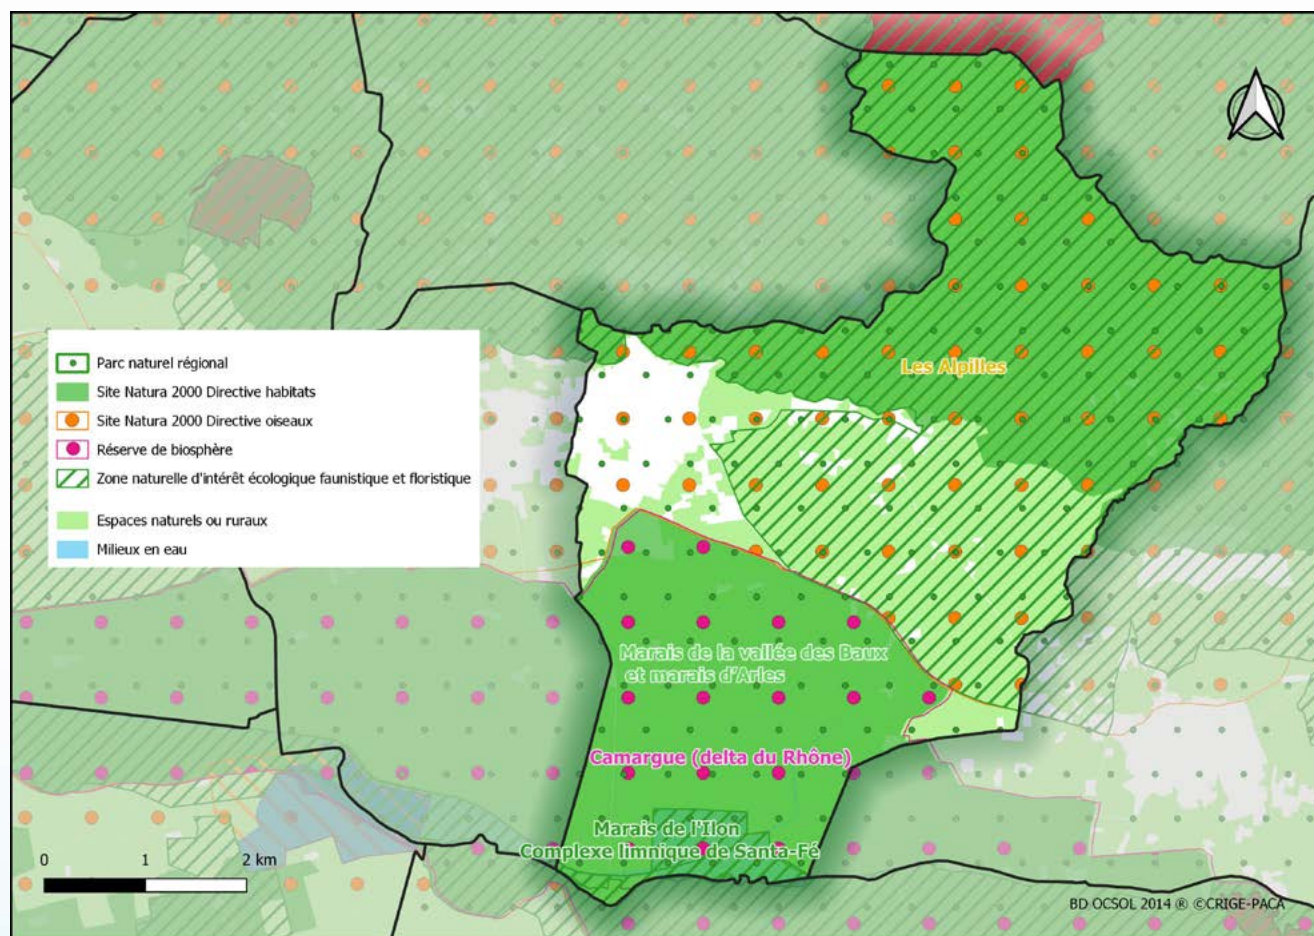 Les Alpilles
Parc naturel régional
Site Natura 2000 Directive habitats
Site Natura 2000 Directive oiseaux
Réserve de biosphère
Zone naturelle d'intérêt écologique faunistique et floristique
Espaces naturels ou ruraux
Milieux en eau
Marais de la vallée des Baux
et marais d'Arles
Camargue (delta du Rhône)
Marais de l'Ilon
Complexe limnique de Santa-Fé
0 1 2 km
BD OCSOL 2014 ® ©CRIGE-PACA